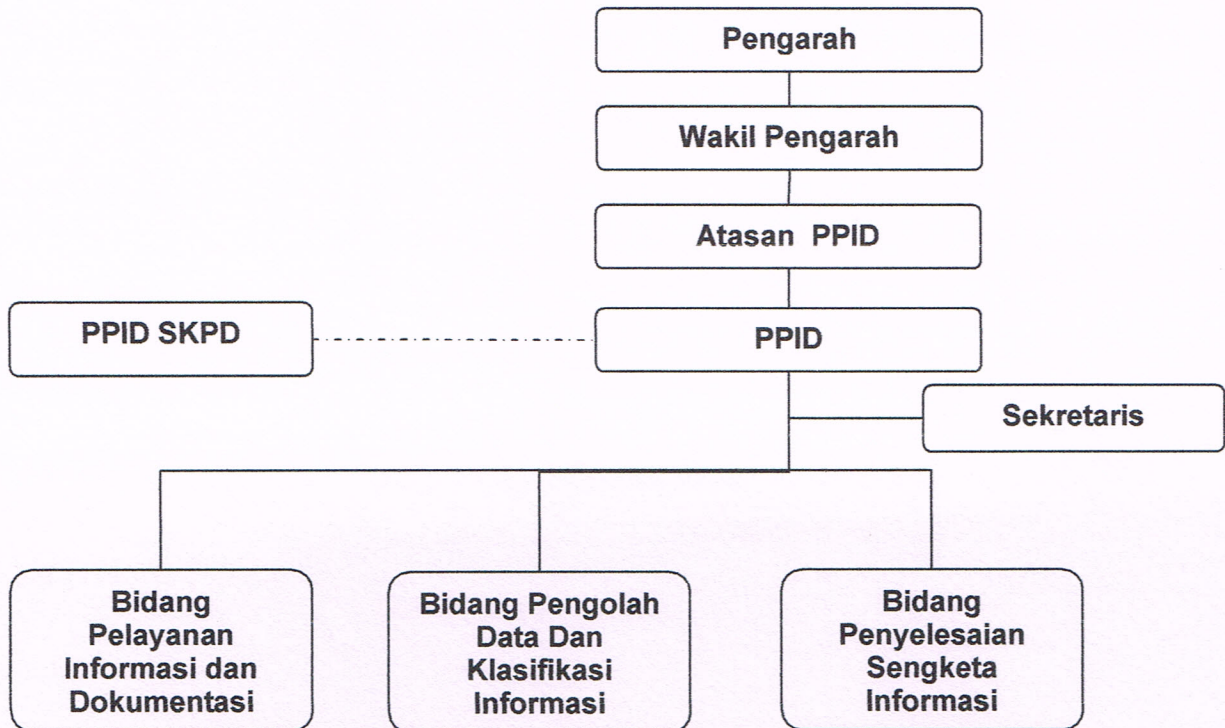 Pengarah
Wakil Pengarah
Atasan PPID
PPID SKPD
PPID
Sekretaris
Bidang
Pelayanan
Informasi dan
Dokumentasi
Bidang Pengolah
Data Dan
Klasifikasi
Informasi
Bidang
Penyelesaian
Sengketa
Informasi